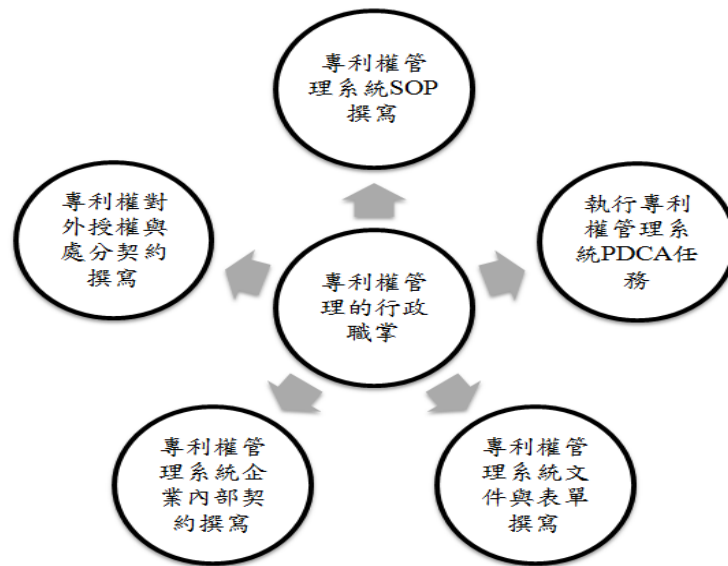 專利權管
理系統SOP
撰寫
專利權對
外授權與
處分契約
撰寫
執行專利
權管理系
統PDCA任
務
專利權管
理的行政
職掌
專利權管
理系統企
業內部契
約撰寫
專利權管
理系統文
件與表單
撰寫